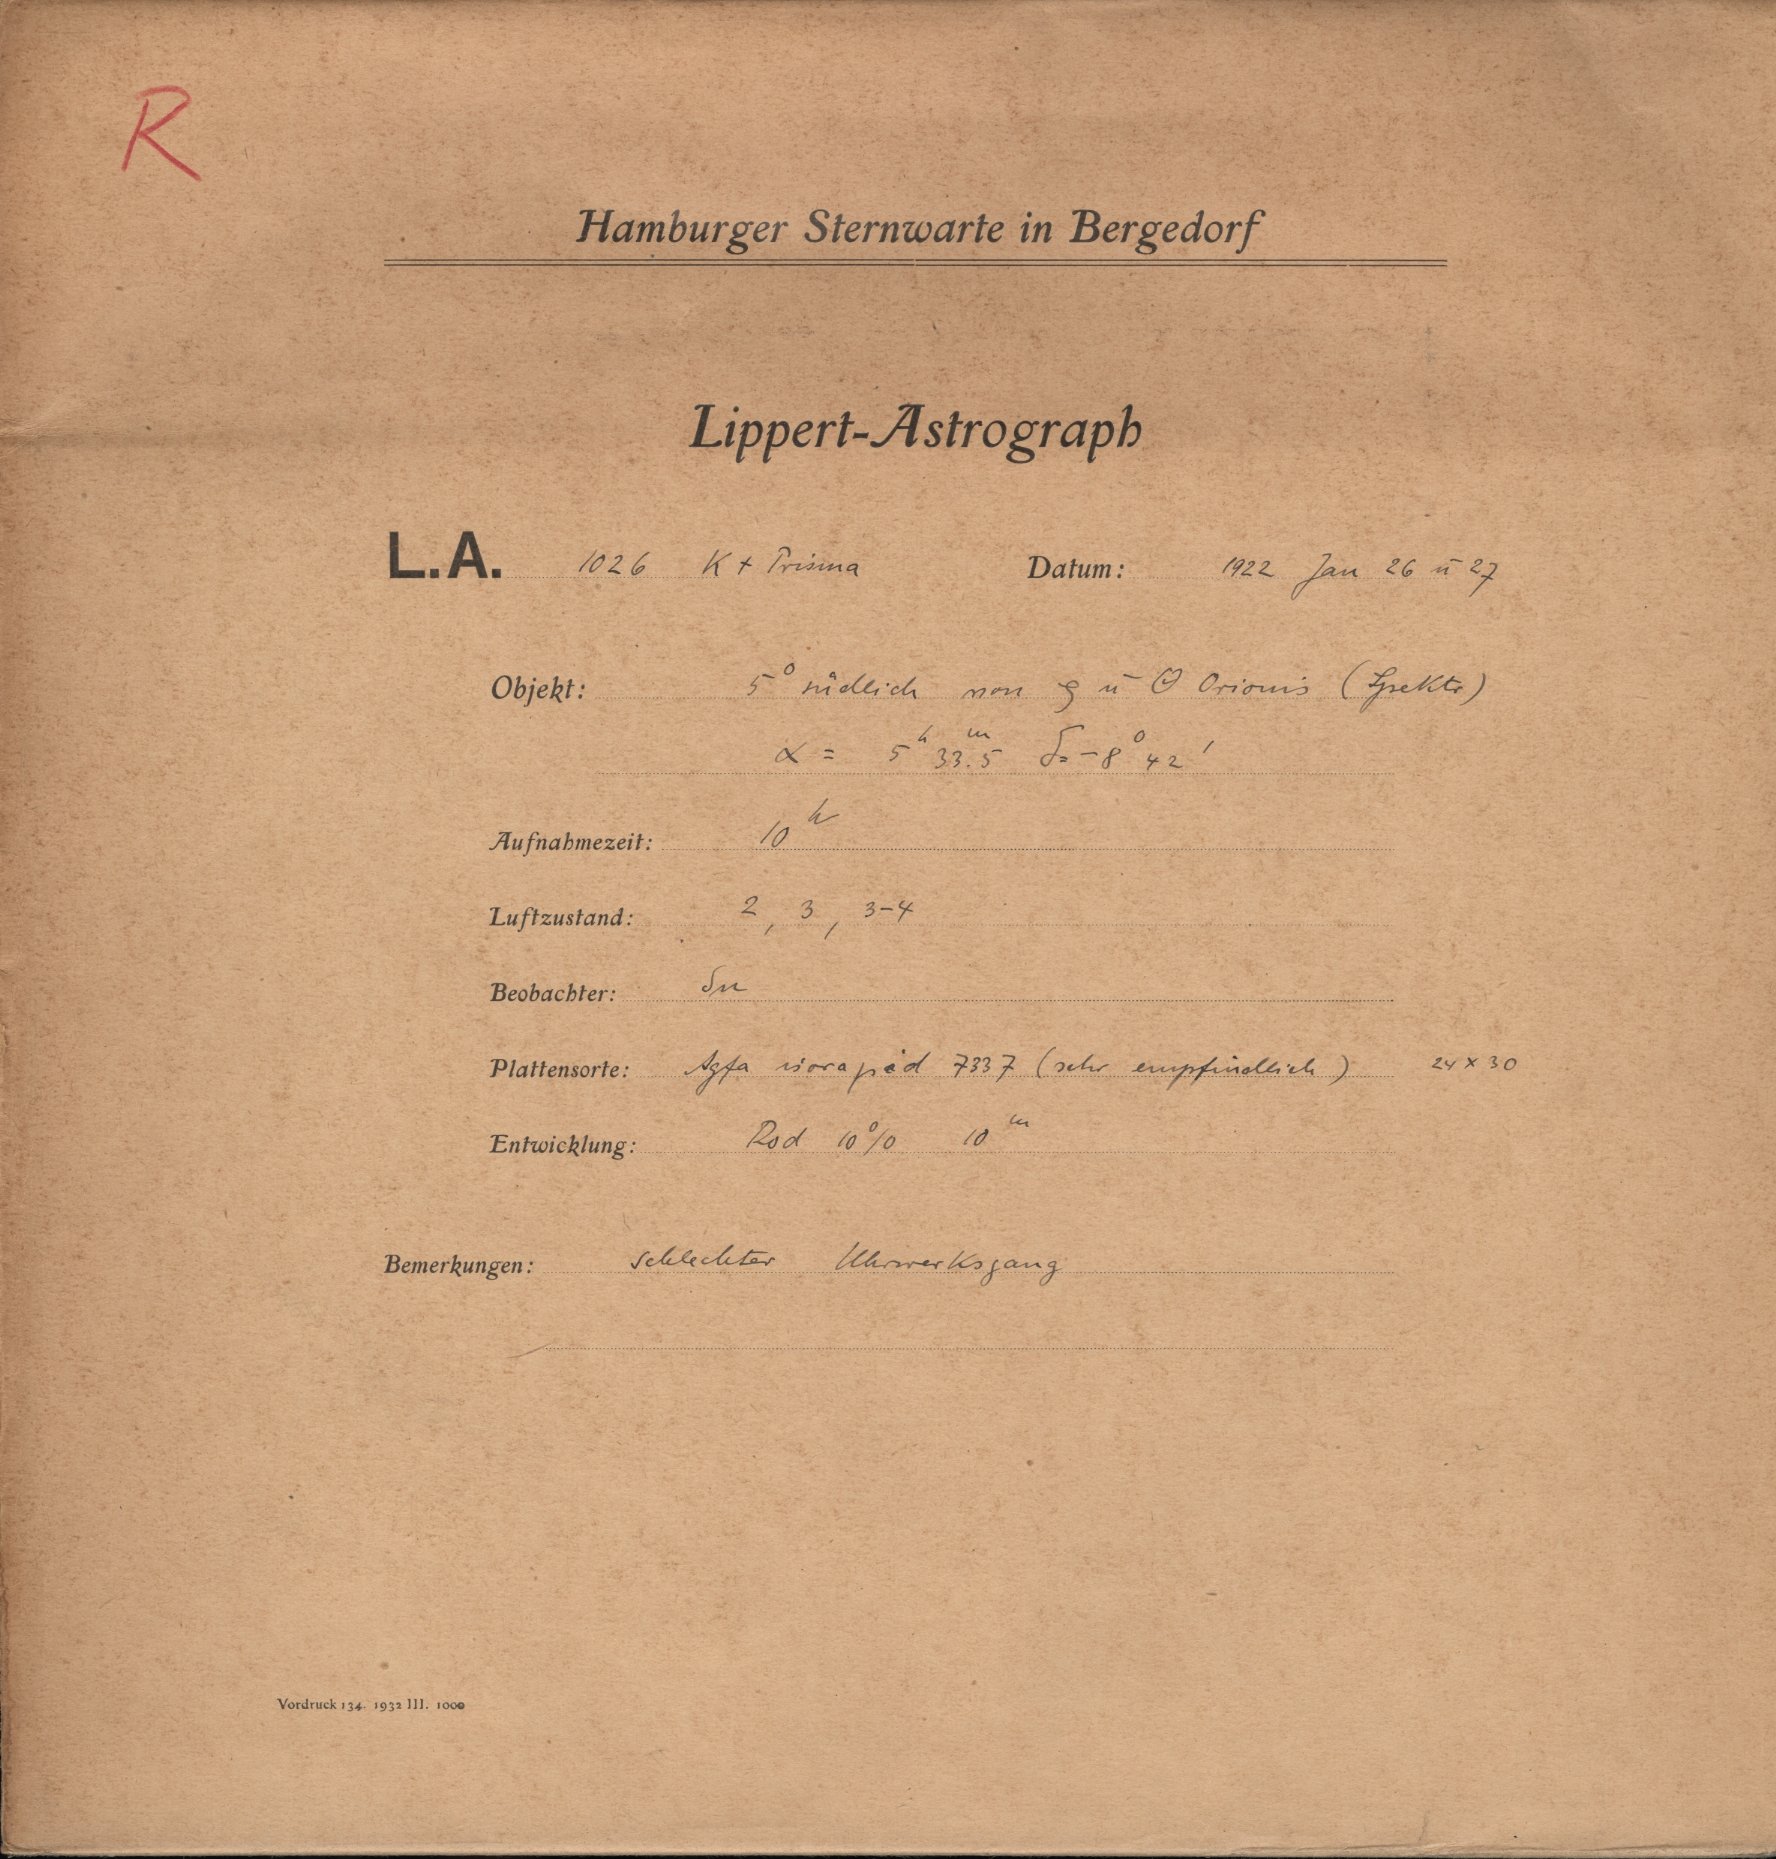 R
Hamburger Sternwarte in Bergedorf
Lippert-Astrograph
L.A. 1026 K + Prisma Datum: 1922 Jan 26 u 27
Objekt: 5° südlich von u Θ Orionis (Spektr)
α = 5h 33.m5 δ = -8° 42'
Aufnahmezeit: 10h
Luftzustand: 2, 3, 3-4
Beobachter:
Plattensorte: Agfa 7337 (sehr empfindlich) 24 x 30
Entwicklung: Rod 10% 10m
Bemerkungen: schlechter Uhrwerksgang
Vordruck 134. 1932 III. 1000